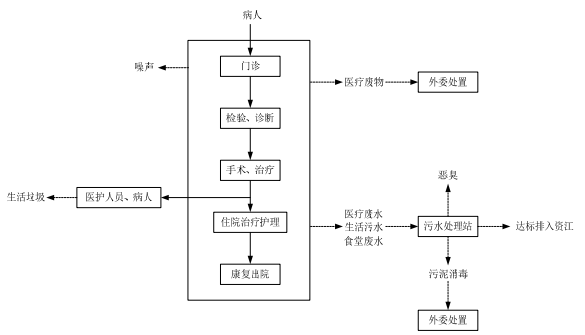 病人
噪声
门诊
医疗废物
外委处置
检验、诊断
手术、治疗
恶臭
生活垃圾
医护人员、病人
住院治疗护理
医疗废水
生活污水
食堂废水
污水处理站
达标排入资江
康复出院
污泥消毒
外委处置